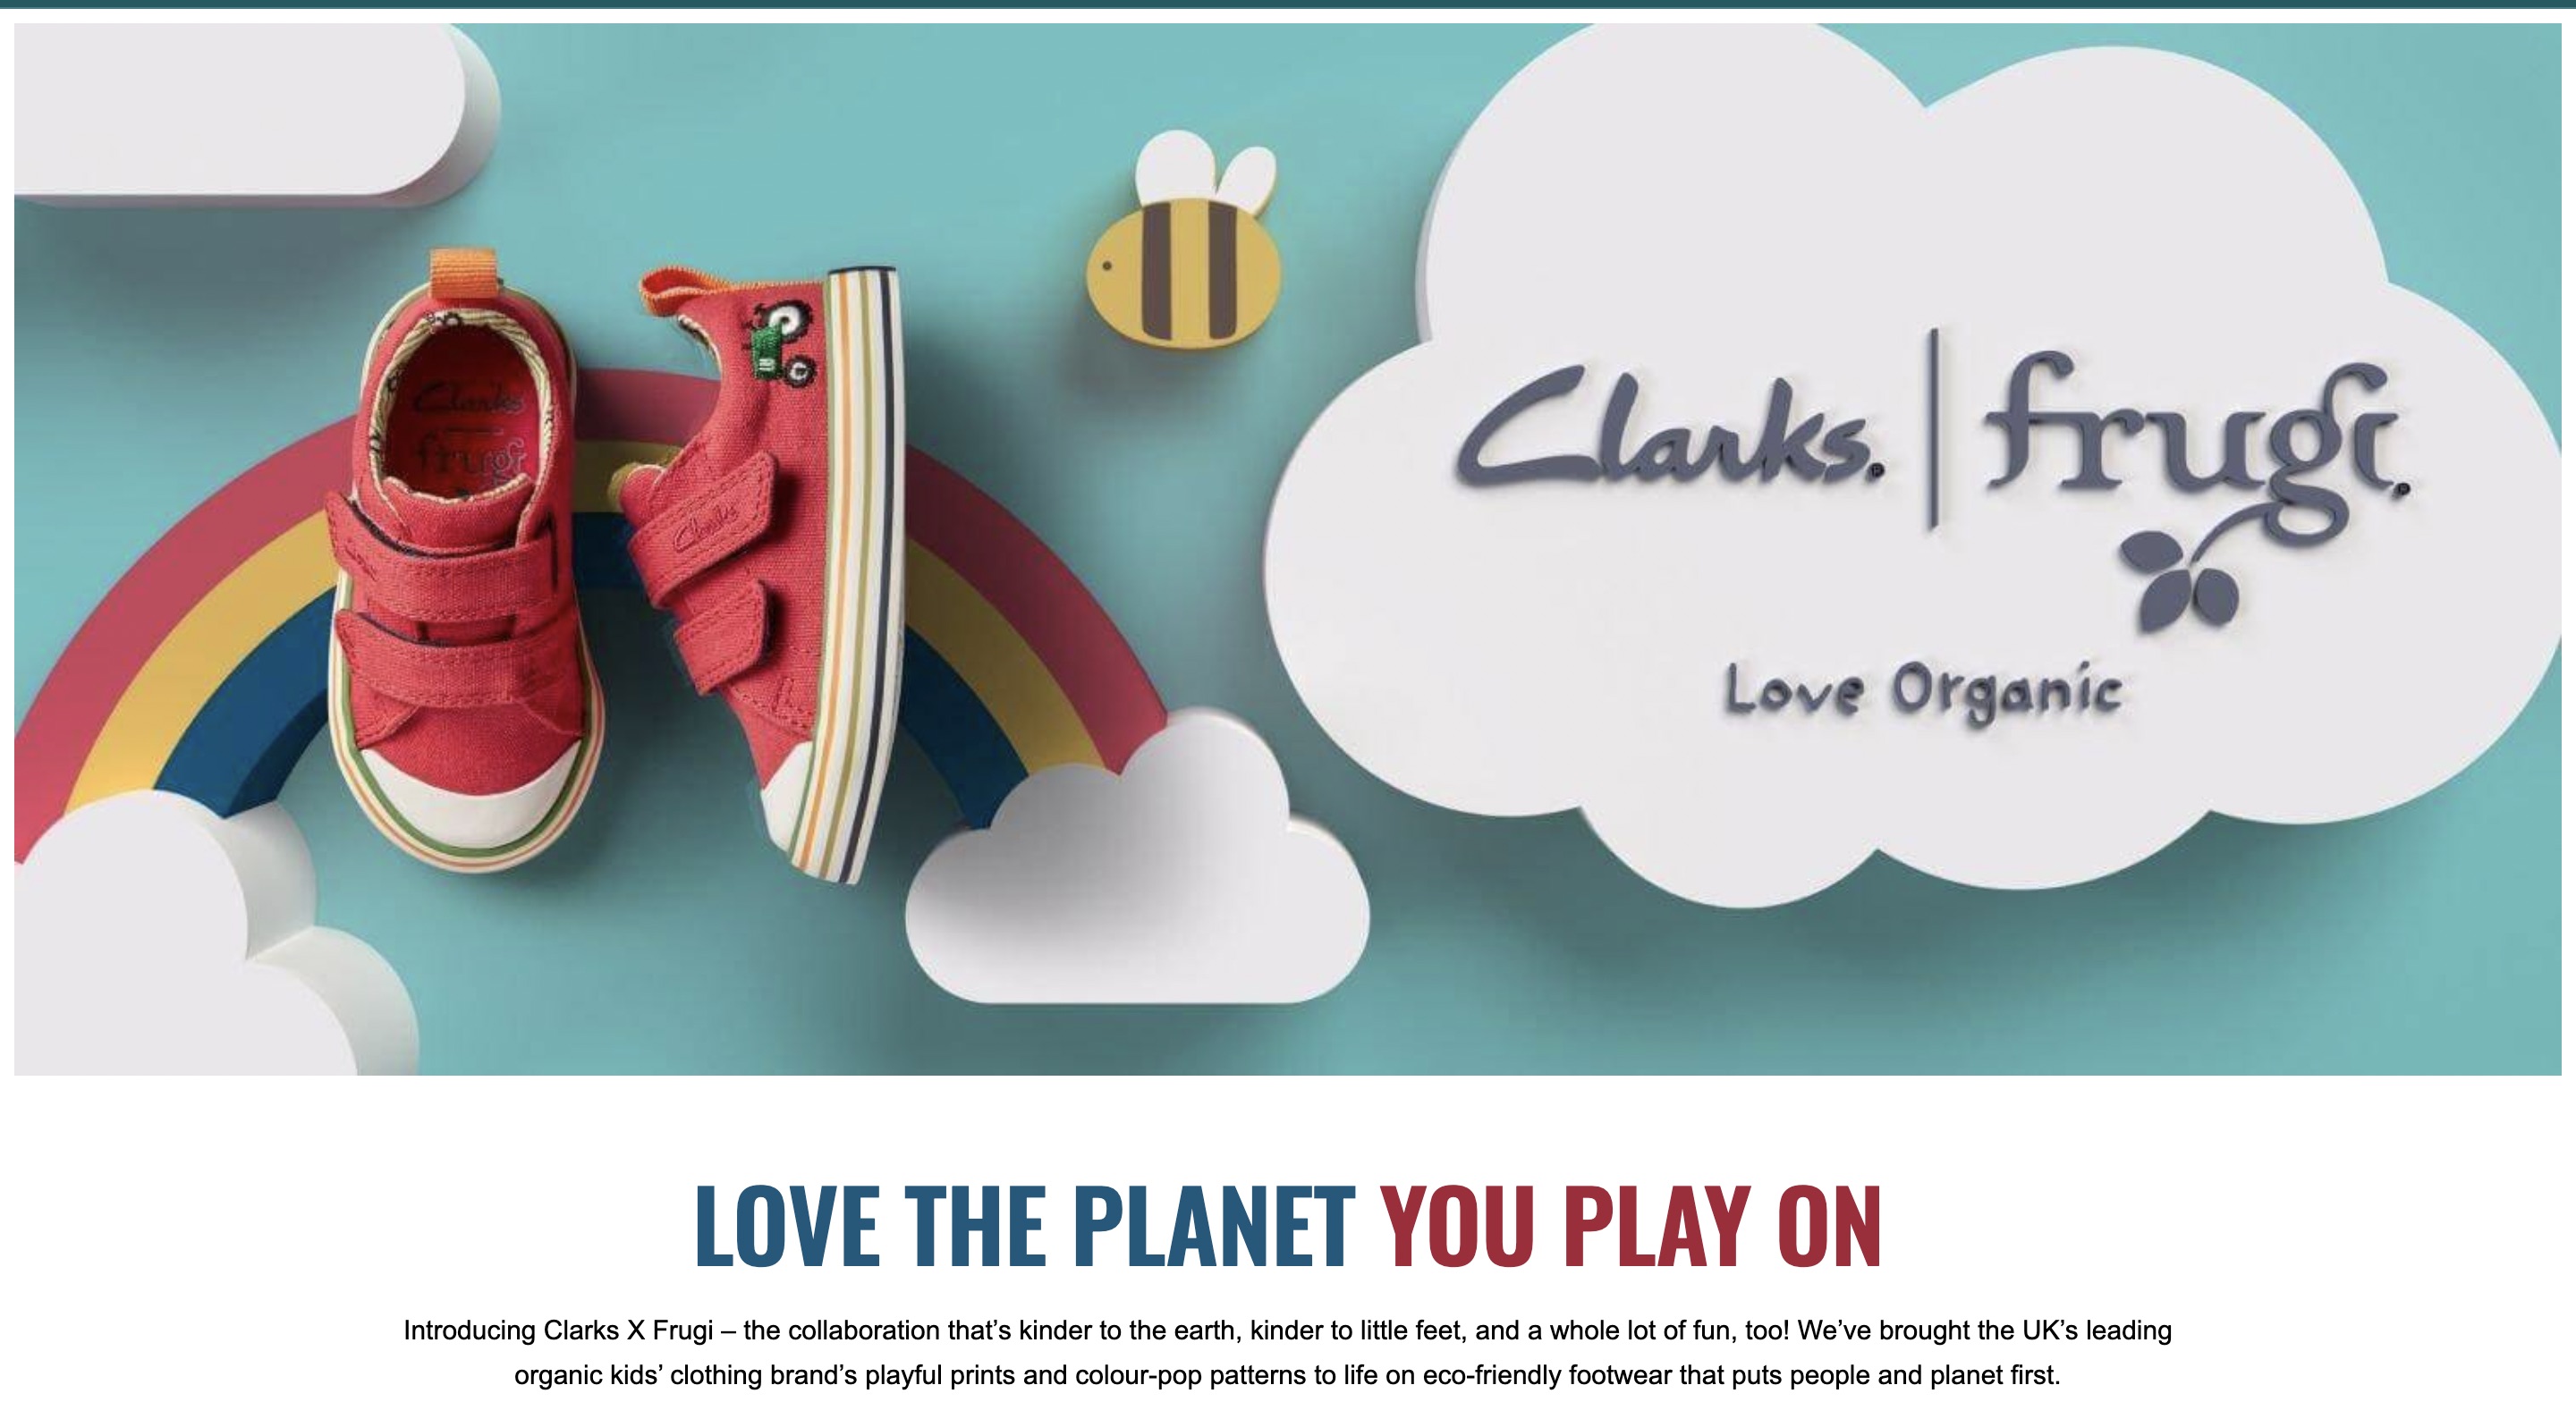 Clarks
frugi
Clarks
Clarks. | frugi.
Love Organic
LOVE THE PLANET YOU PLAY ON
Introducing Clarks X Frugi – the collaboration that’s kinder to the earth, kinder to little feet, and a whole lot of fun, too! We’ve brought the UK’s leading
organic kids’ clothing brand’s playful prints and colour-pop patterns to life on eco-friendly footwear that puts people and planet first.